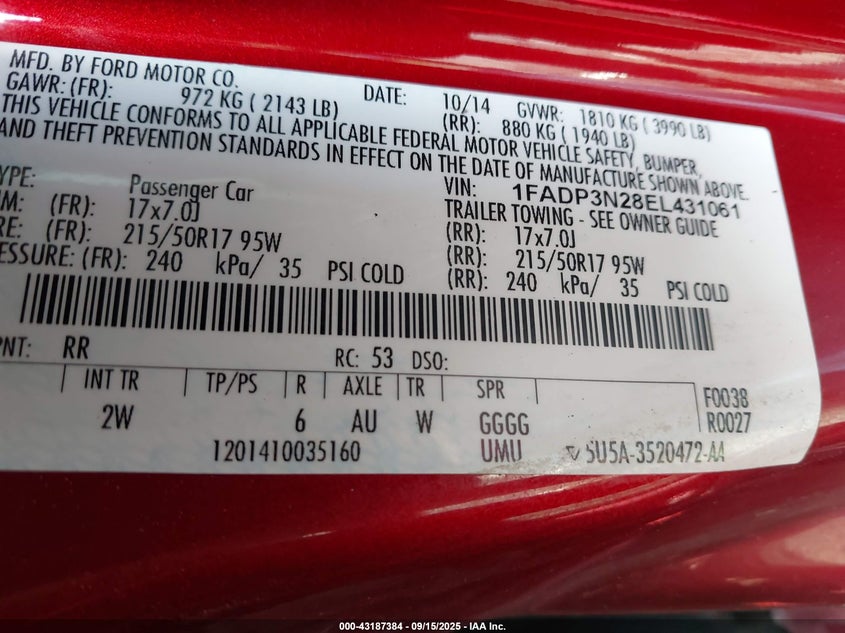 MFD. BY FORD MOTOR CO.
DATE: 10/14 GVWR: 1810 KG ( 3990 LB)
GAWR: (FR): 972 KG ( 2143 LB) (RR): 880 KG ( 1940 LB)
THIS VEHICLE CONFORMS TO ALL APPLICABLE FEDERAL MOTOR VEHICLE SAFETY, BUMPER,
AND THEFT PREVENTION STANDARDS IN EFFECT ON THE DATE OF MANUFACTURE SHOWN ABOVE.
VIN: 1FADP3N28EL431061
YPE: Passenger Car TRAILER TOWING - SEE OWNER GUIDE
M: (FR): 17x7.0J (RR): 17x7.0J
RE: (FR): 215/50R17 95W (RR): 215/50R17 95W
ESSURE: (FR): 240 kPa/ 35 PSI COLD (RR): 240 kPa/ 35 PSI COLD
PNT: RR RC: 53 DSO:
INT TR TP/PS R AXLE TR SPR F0038
2W 6 AU W GGGG R0027
1201410035160 UMU 5U5A-3520472-AA
000-43187384 - 09/15/2025 - IAA Inc.